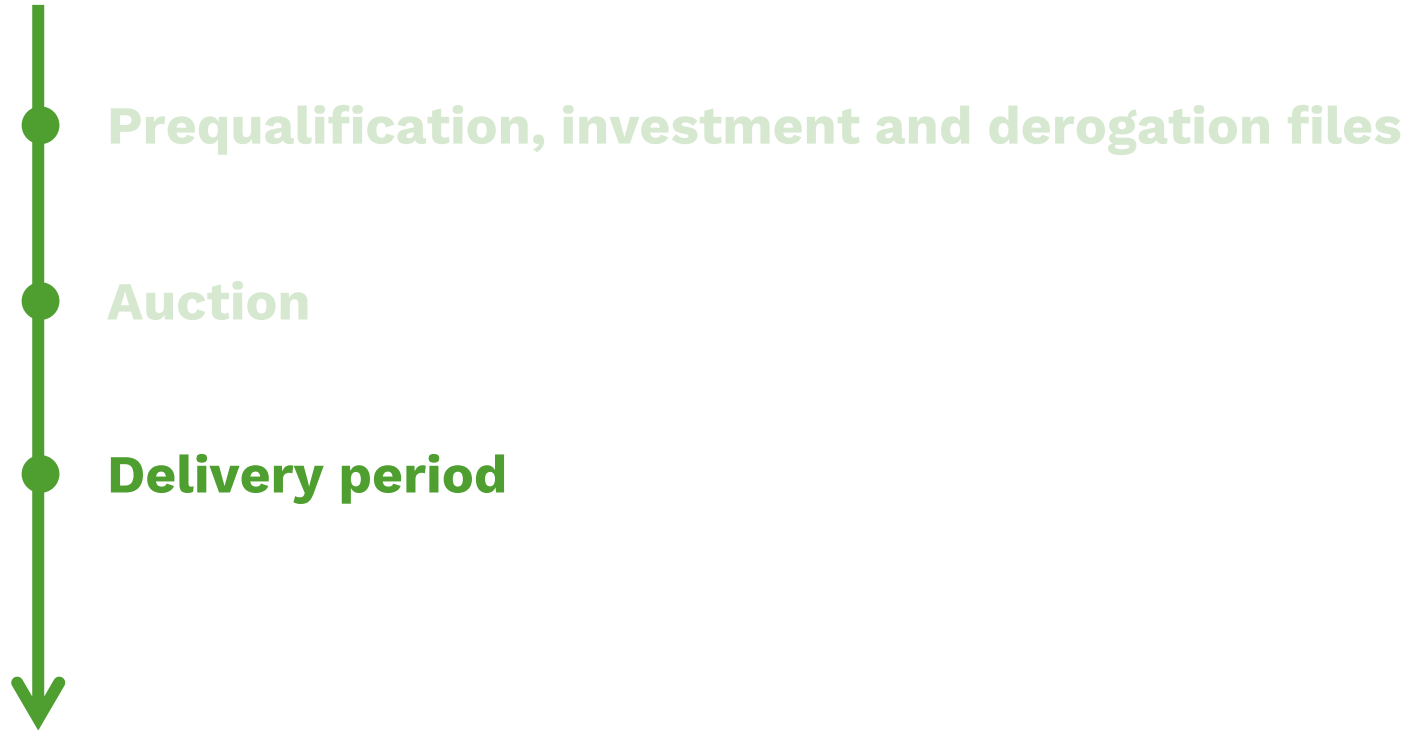 Prequalification, investment and derogation files
Auction
Delivery period